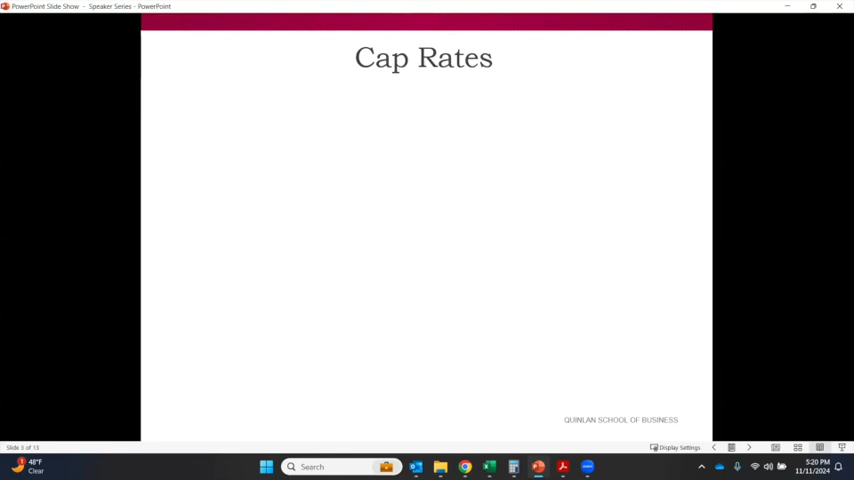 PowerPoint Slide Show - Speaker Series - PowerPoint
Cap Rates
QUINLAN SCHOOL OF BUSINESS
Slide 3 of 13
Display Settings
1
48°F
Clear
Search
5:20 PM
11/11/2024